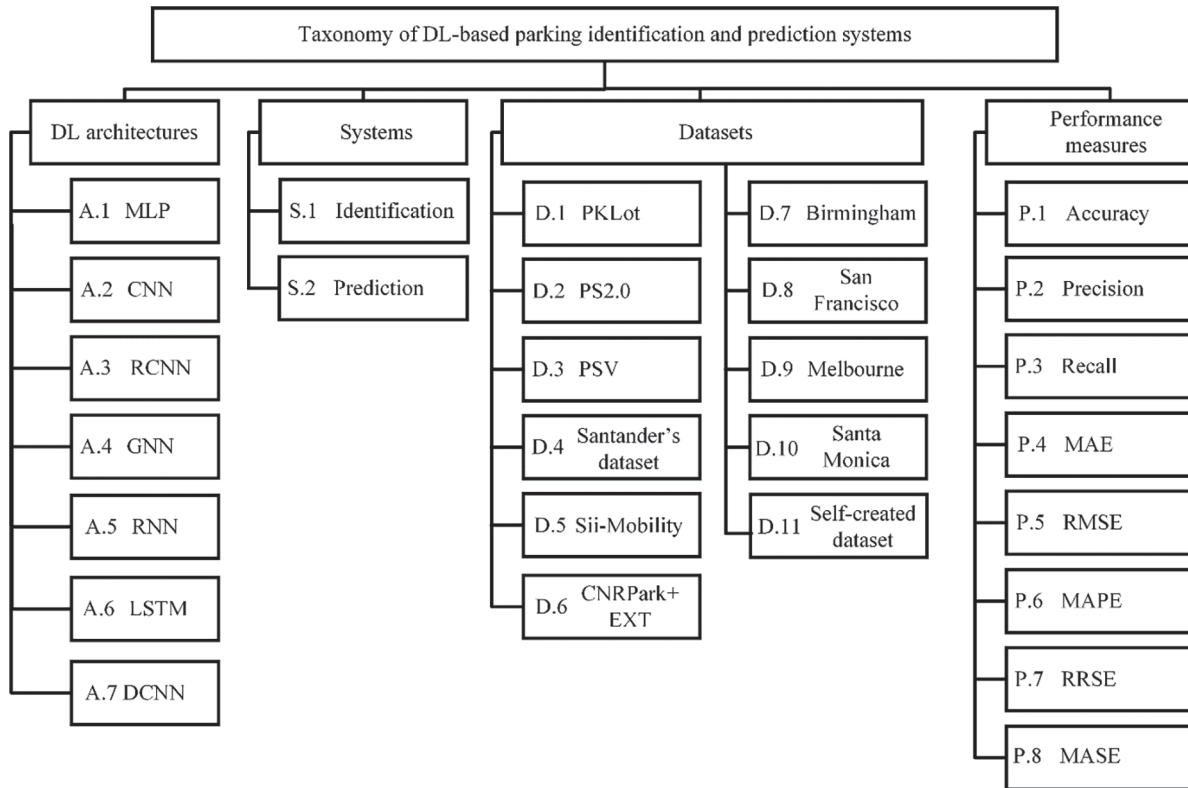 Taxonomy of DL-based parking identification and prediction systems
DL architectures
A.1 MLP
A.2 CNN
A.3 RCNN
A.4 GNN
A.5 RNN
A.6 LSTM
A.7 DCNN
Systems
S.1 Identification
S.2 Prediction
Datasets
D.1 PKLot
D.2 PS2.0
D.3 PSV
D.4 Santander's
dataset
D.5 Sii-Mobility
D.6 CNRPark+
EXT
D.7 Birmingham
D.8 San
Francisco
D.9 Melbourne
D.10 Santa
Monica
D.11 Self-created
dataset
Performance
measures
P.1 Accuracy
P.2 Precision
P.3 Recall
P.4 MAE
P.5 RMSE
P.6 MAPE
P.7 RRSE
P.8 MASE